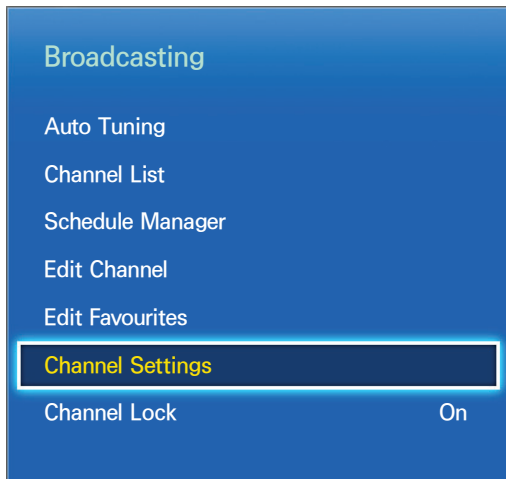 Broadcasting
Auto Tuning
Channel List
Schedule Manager
Edit Channel
Edit Favourites
Channel Settings
Channel Lock On